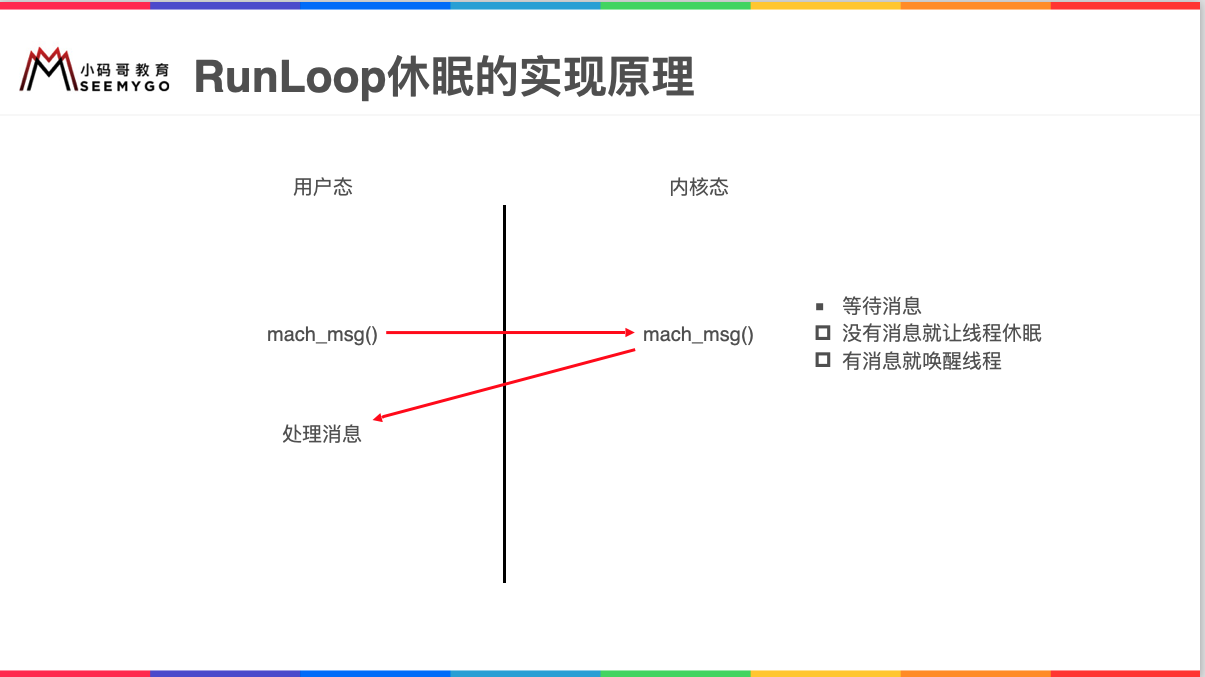 小码哥教育
SEEMYGO
RunLoop休眠的实现原理
用户态
内核态
mach_msg()
mach_msg()
等待消息
没有消息就让线程休眠
有消息就唤醒线程
处理消息